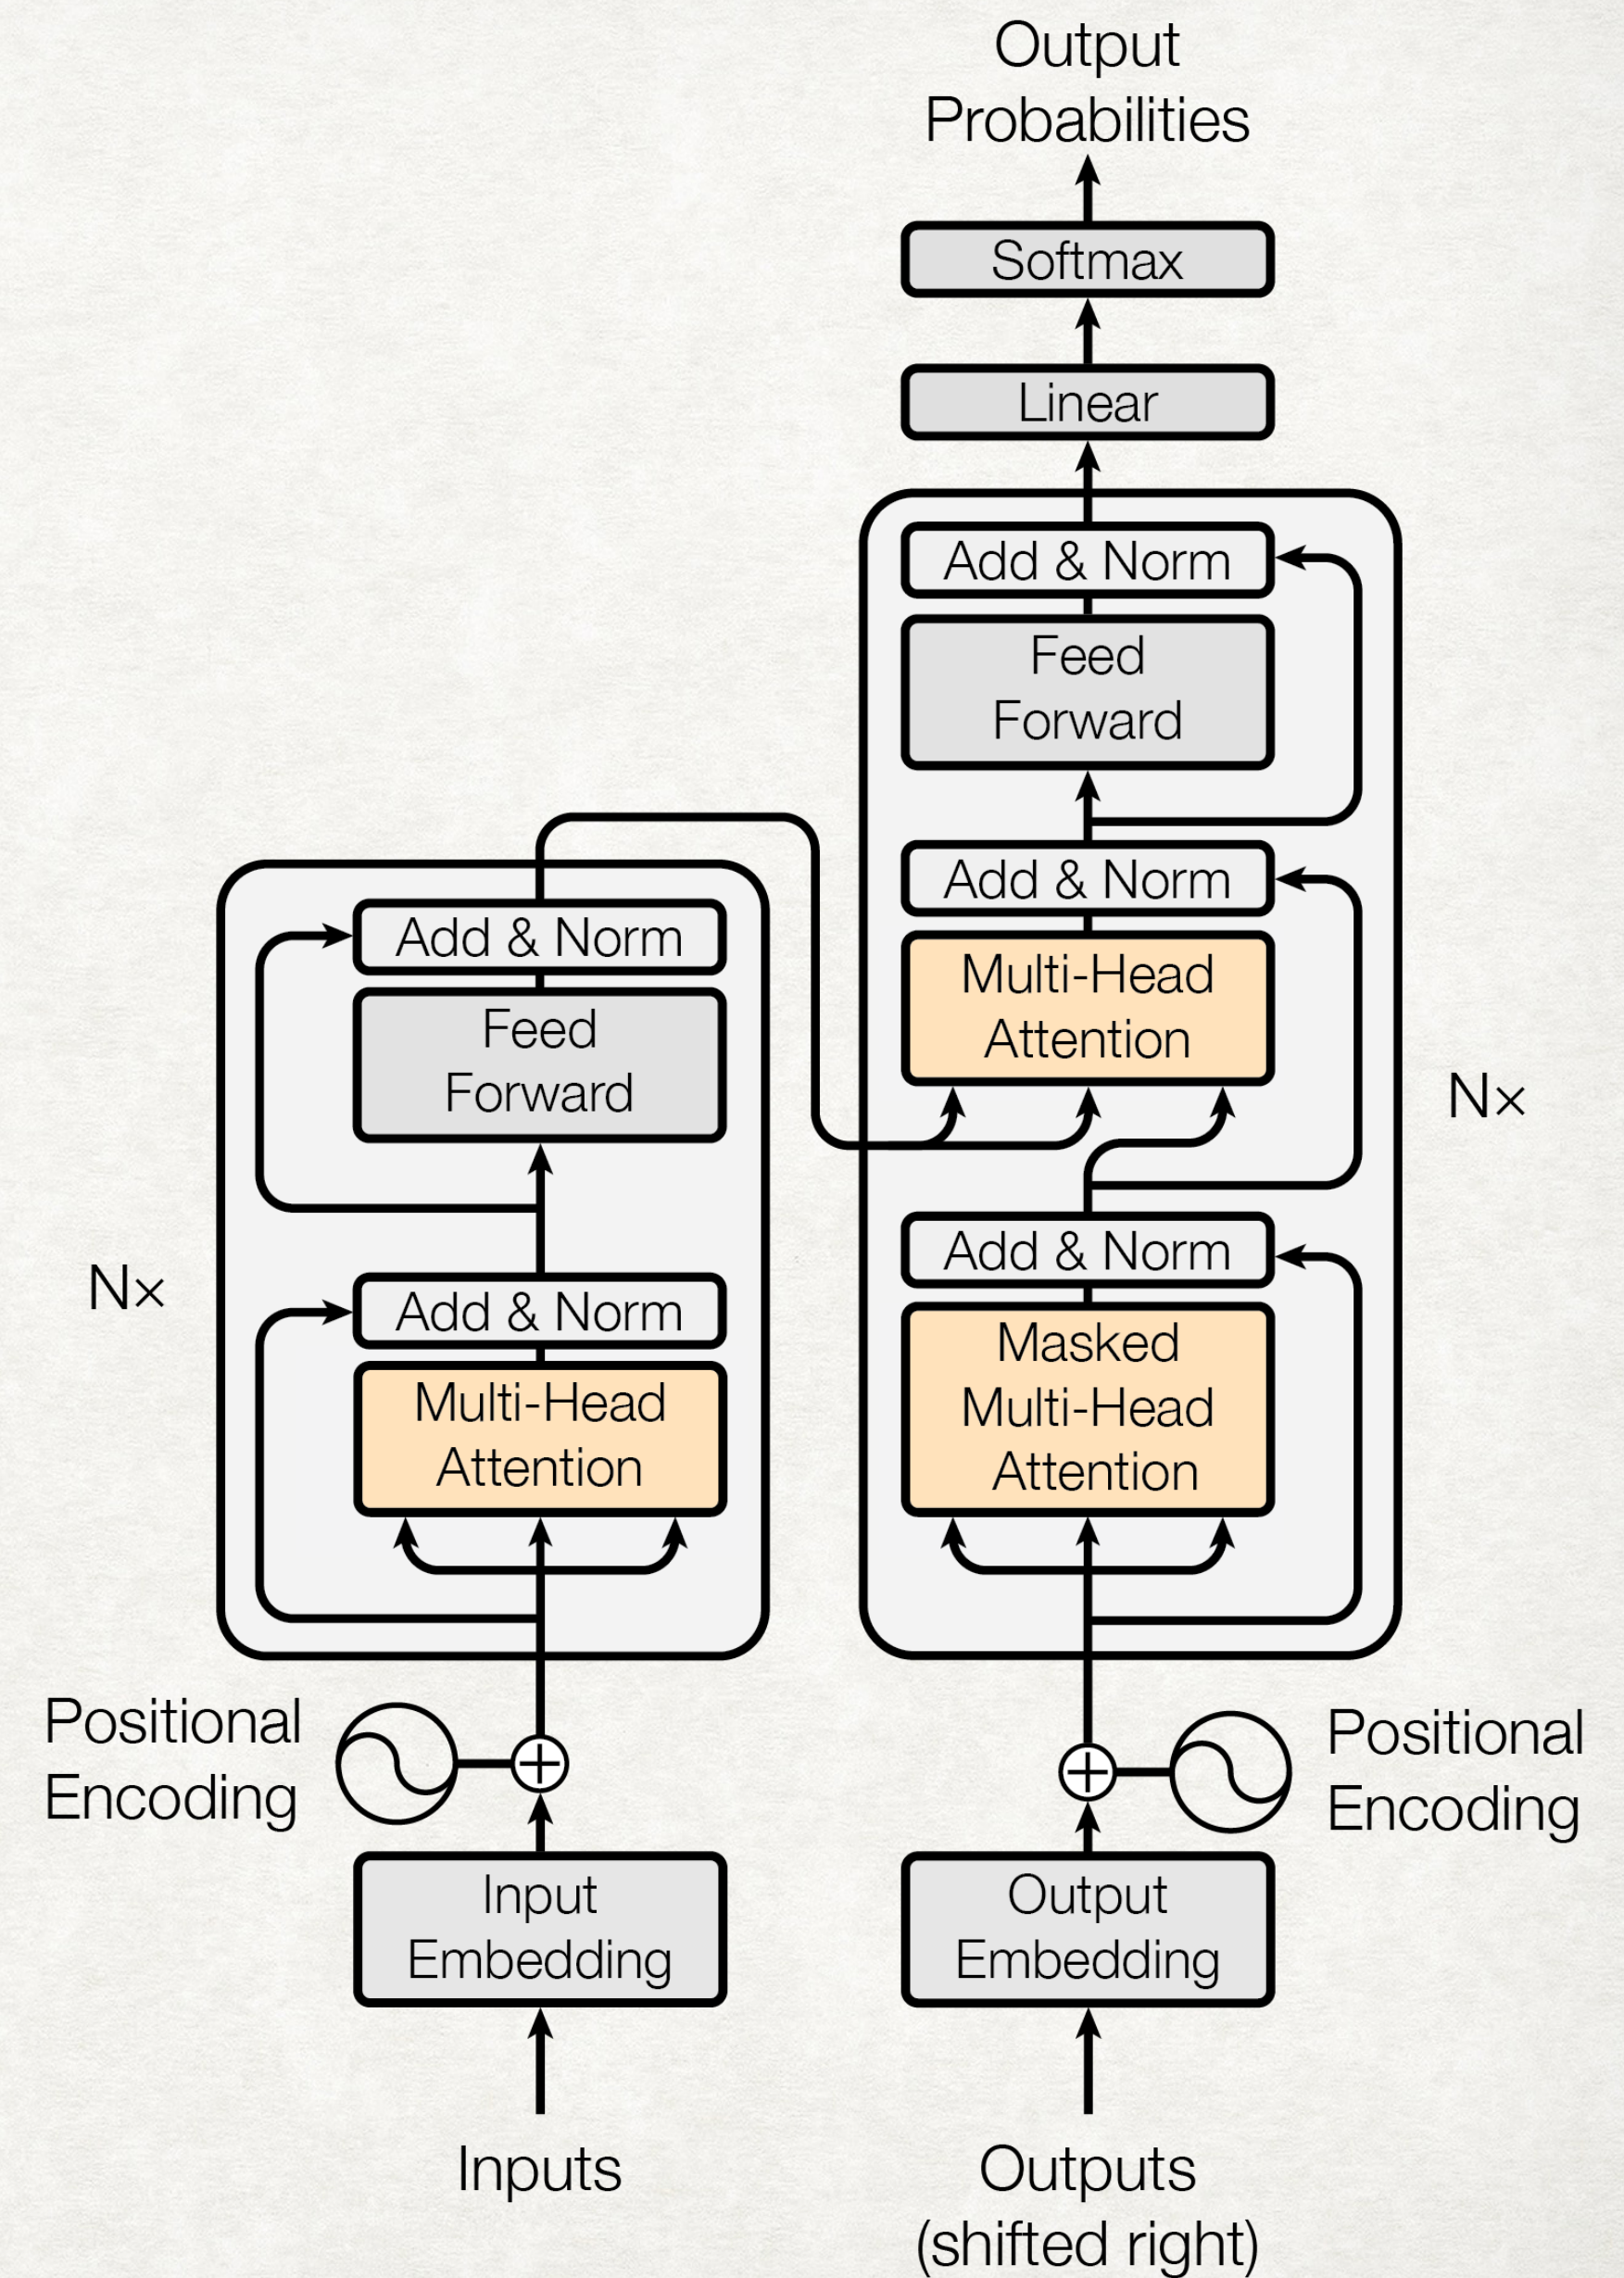 Output
Probabilities
Softmax
Linear
Add & Norm
Feed
Forward
Add & Norm
Multi-Head
Attention
Add & Norm
Masked
Multi-Head
Attention
N×
Add & Norm
Feed
Forward
Add & Norm
Multi-Head
Attention
N×
Positional
Encoding
Positional
Encoding
Input
Embedding
Output
Embedding
Inputs
Outputs
(shifted right)